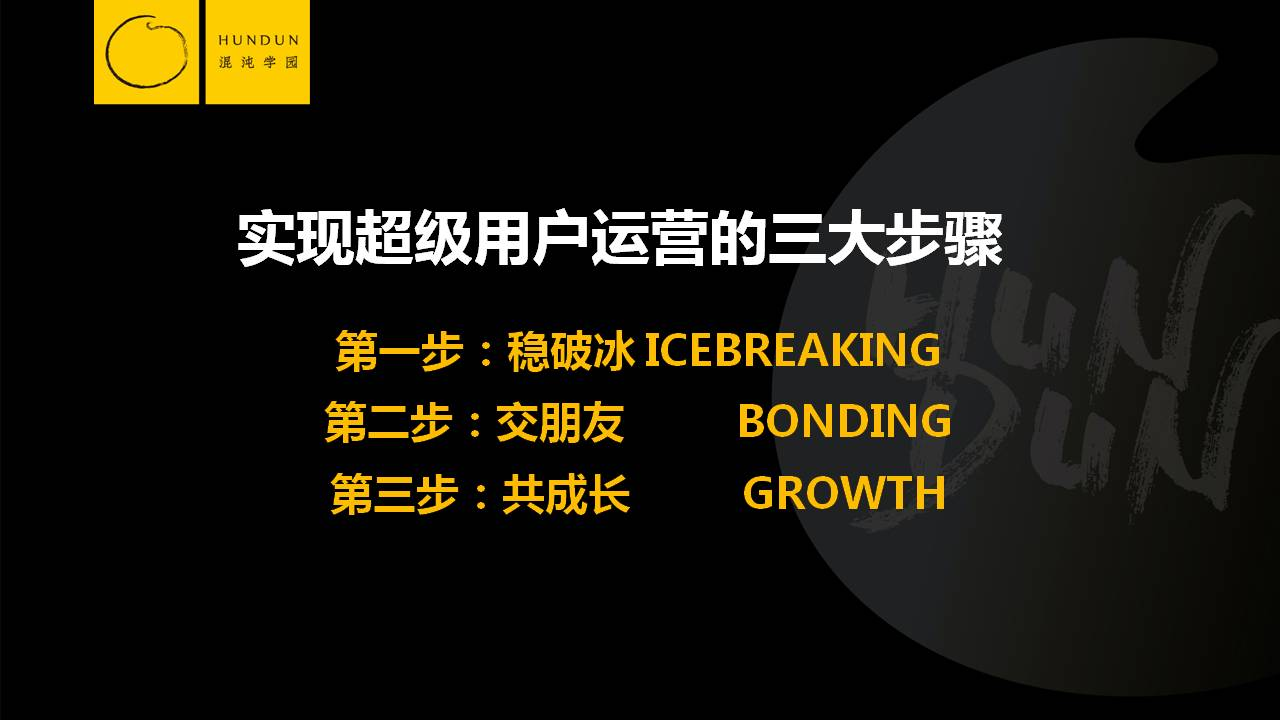 HUNDUN
混沌学园
实现超级用户运营的三大步骤
第一步：稳破冰 ICEBREAKING
第二步：交朋友 BONDING
第三步：共成长 GROWTH
HUN
DUN